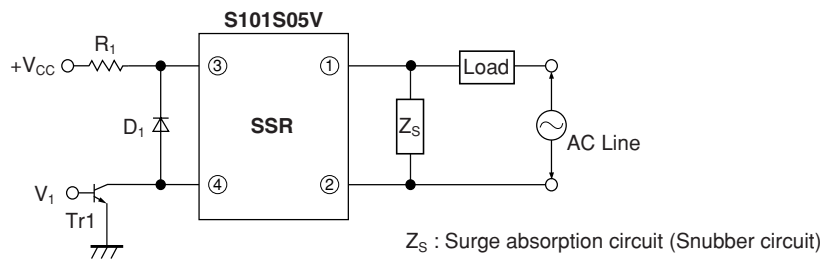 S101S05V
R1
+VCC
D1
V1
Tr1
③
④
SSR
①
②
ZS
Load
AC Line
ZS : Surge absorption circuit (Snubber circuit)